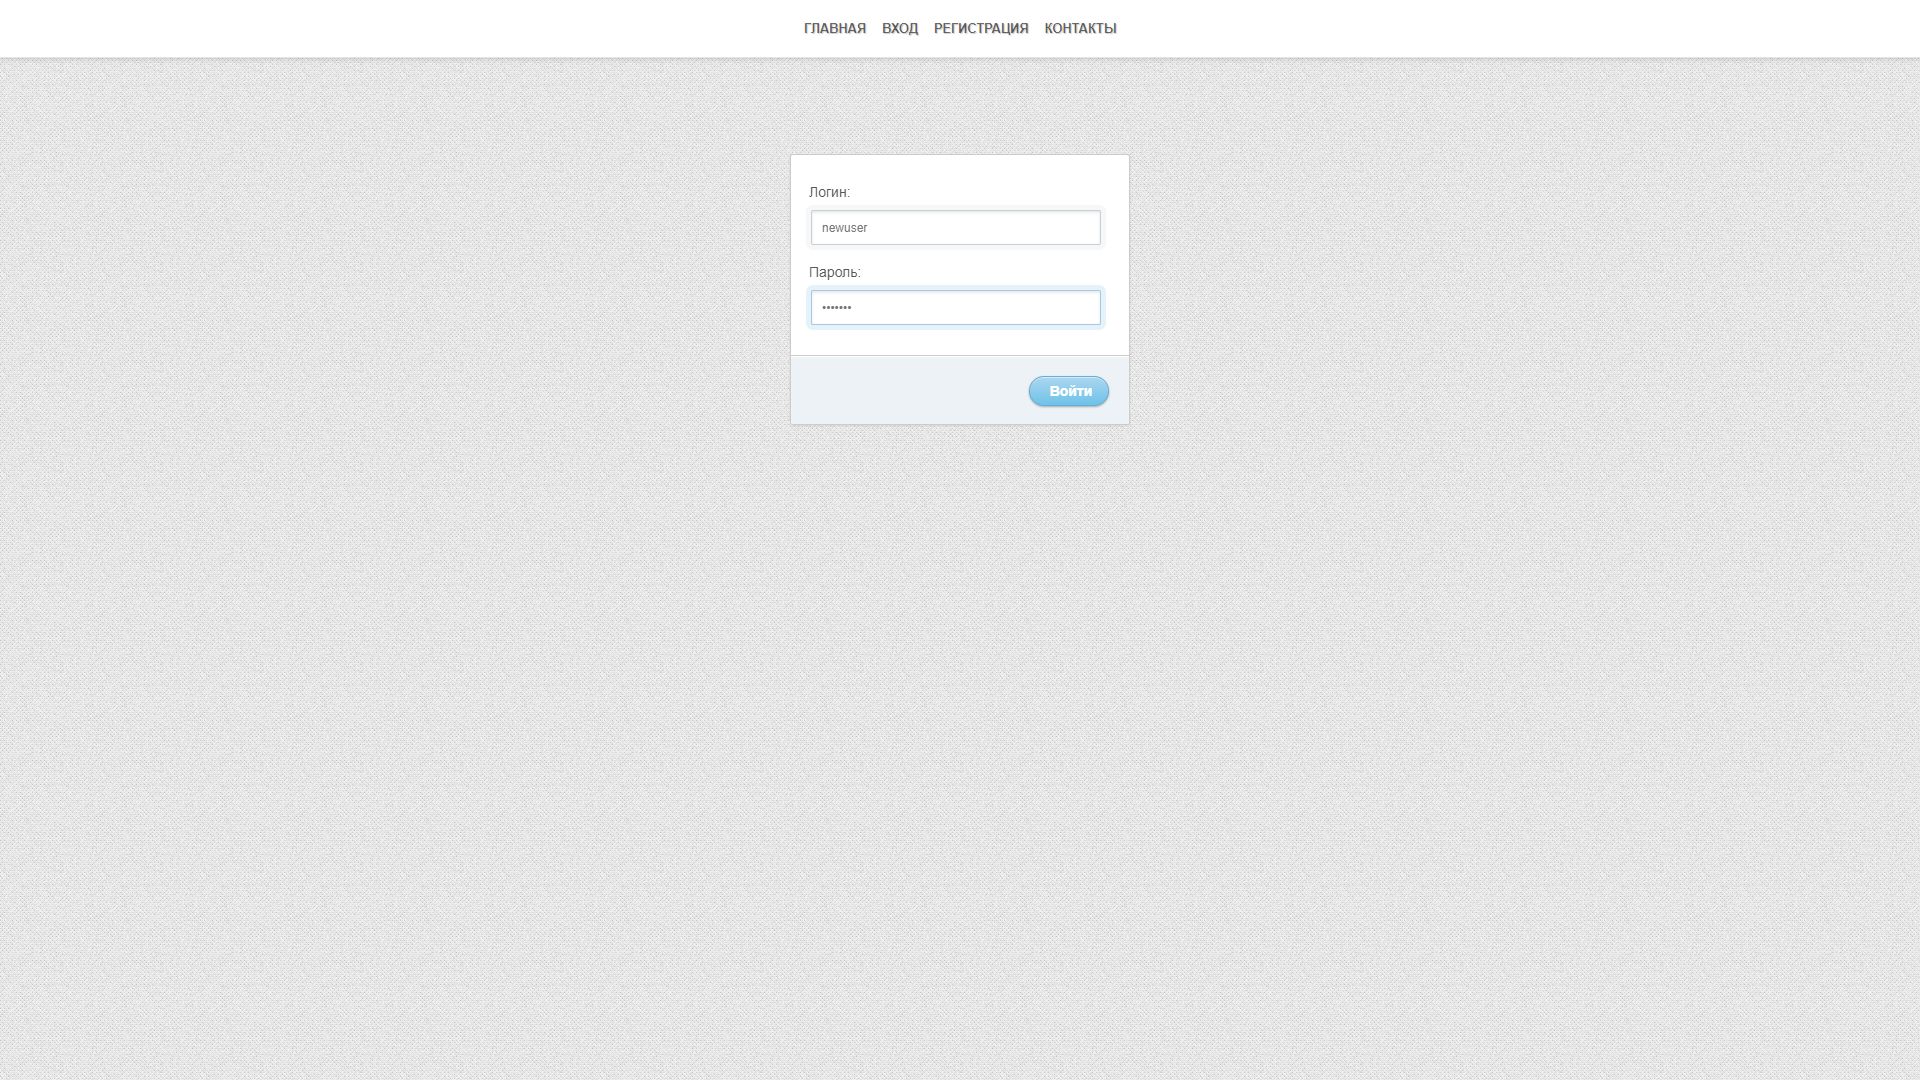 ГЛАВНАЯ ВХОД РЕГИСТРАЦИЯ КОНТАКТЫ
Логин:
newuser
Пароль:
•••••••
Войти